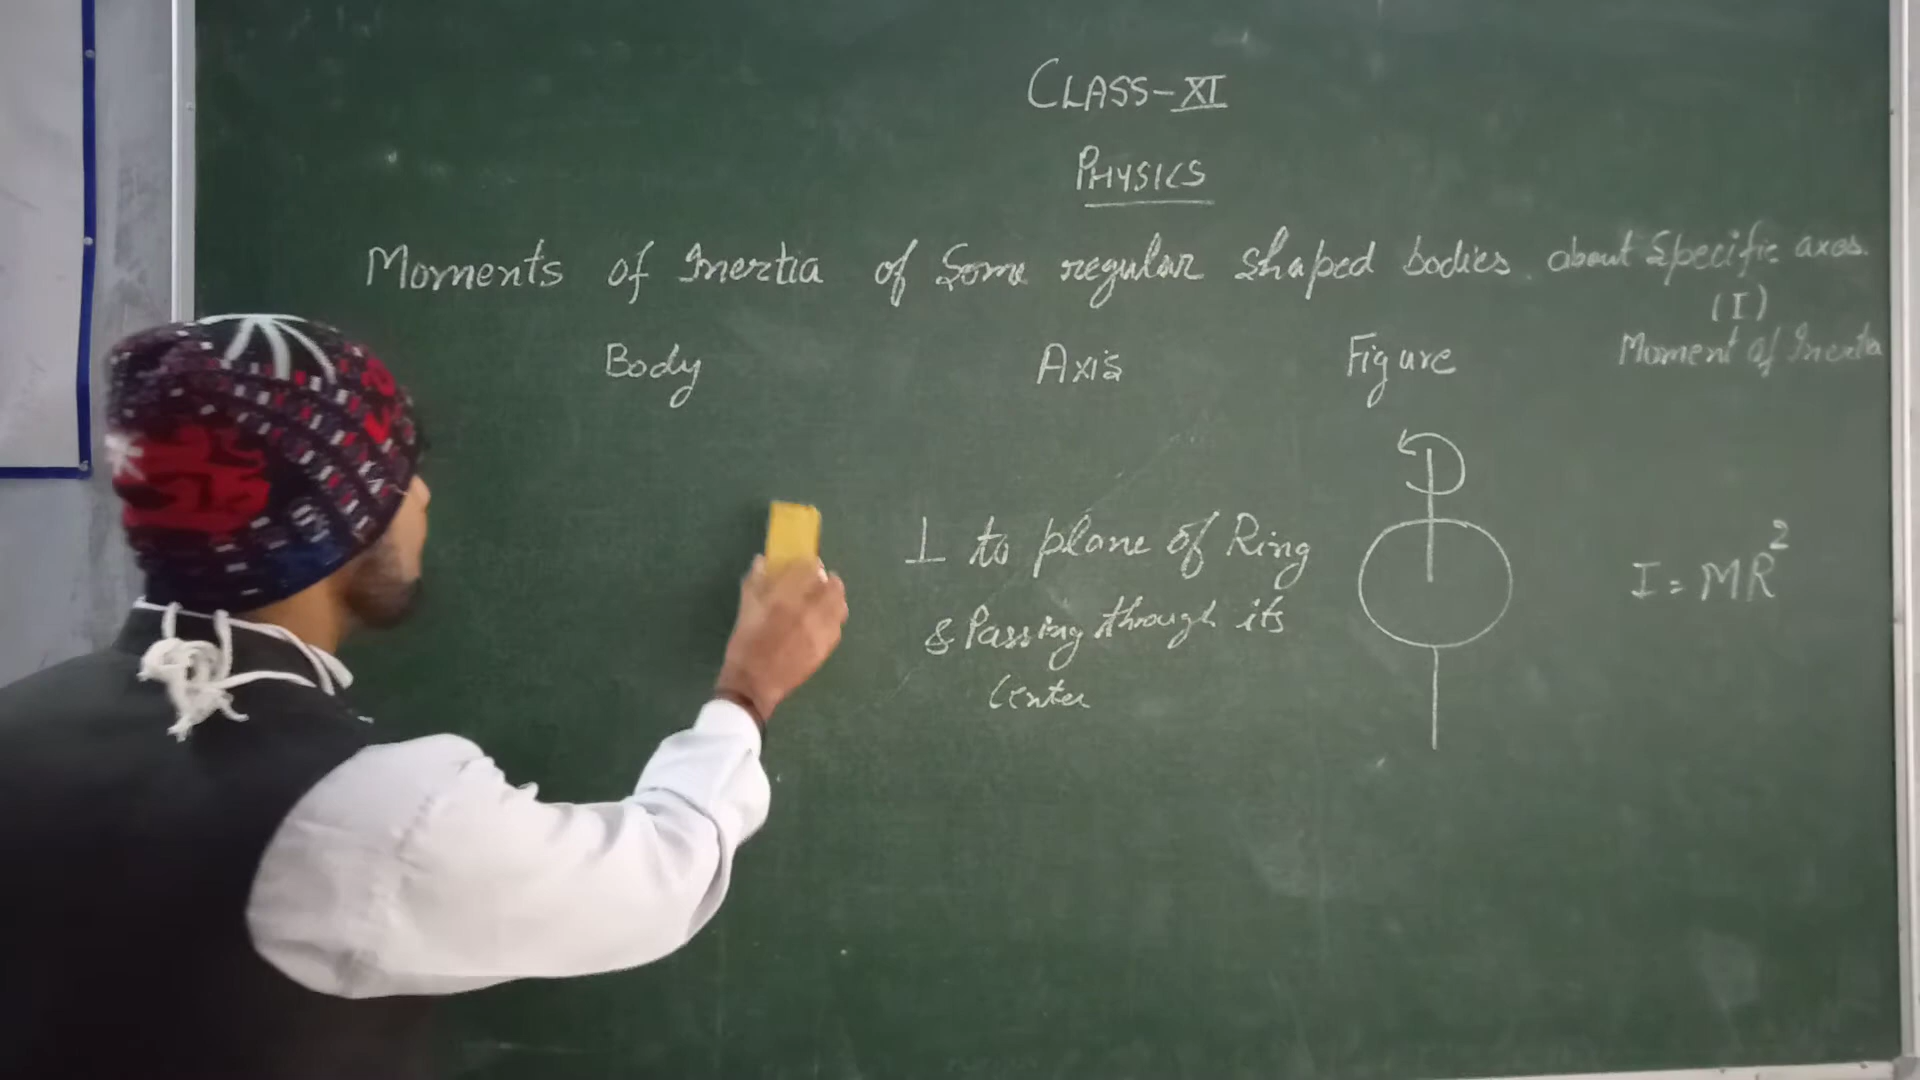 CLASS-XI
PHYSICS
Moments of Inertia of Some regular shaped bodies about Specific axes.
(I)
Body Axis Figure Moment of Inertia
⊥ to plane of Ring
& Passing through its
Center
I = MR²